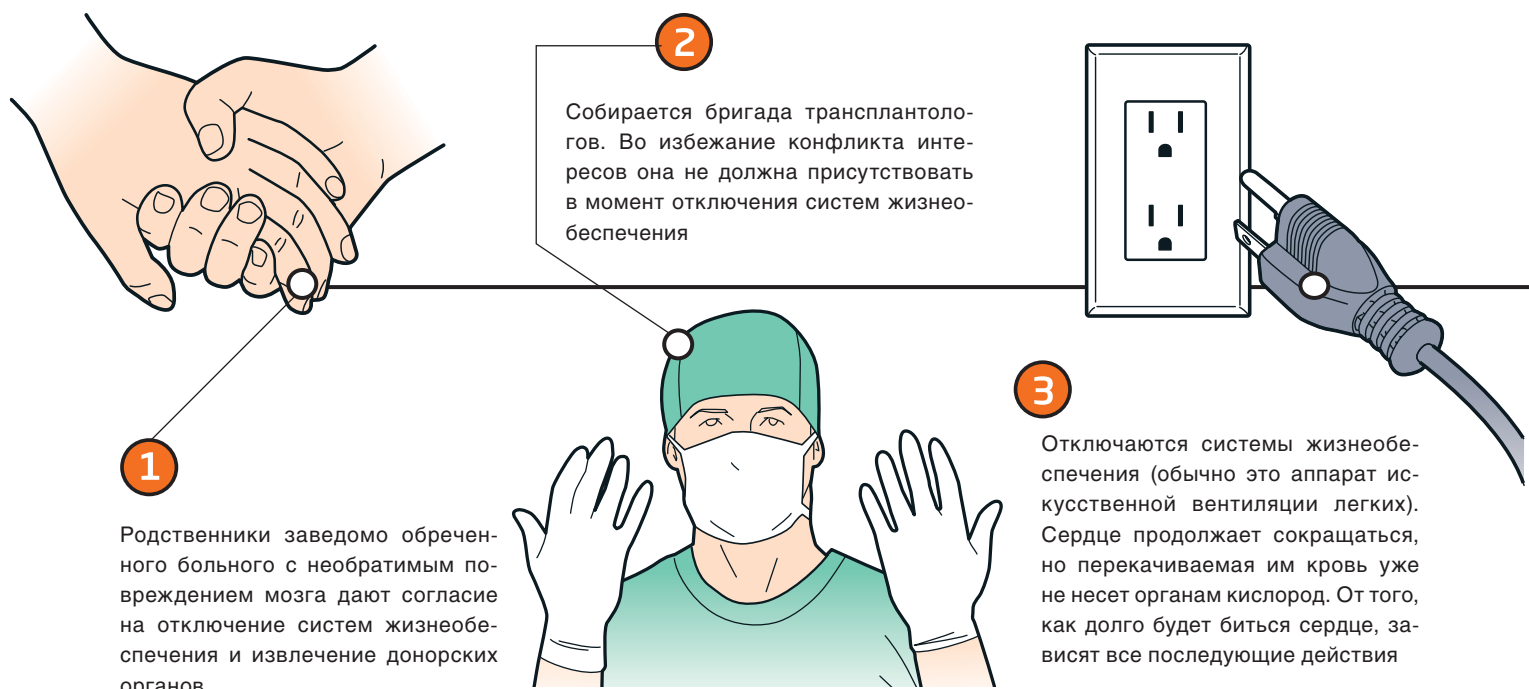 1
Родственники заведомо обречен-
ного больного с необратимым по-
вреждением мозга дают согласие
на отключение систем жизнеобе-
спечения и извлечение донорских
органов
2
Собирается бригада трансплантоло-
гов. Во избежание конфликта инте-
ресов она не должна присутствовать
в момент отключения систем жизнео-
беспечения
3
Отключаются системы жизнеобе-
спечения (обычно это аппарат ис-
кусственной вентиляции легких).
Сердце продолжает сокращаться,
но перекачиваемая им кровь уже
не несет органам кислород. От того,
как долго будет биться сердце, за-
висят все последующие действия